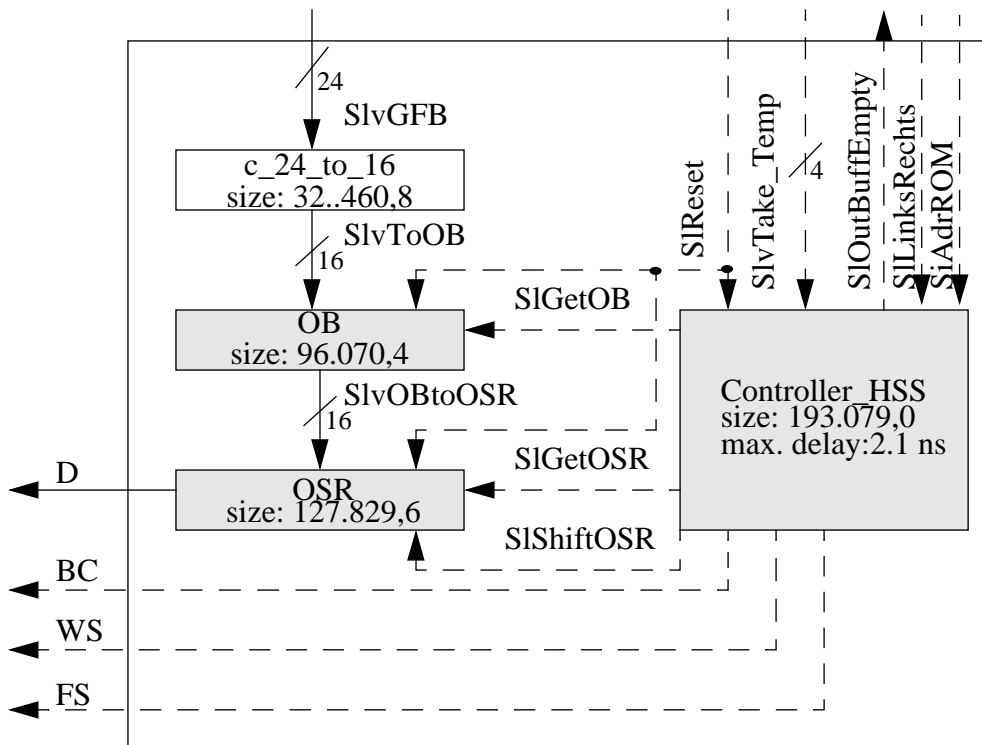 24
SlvGFB
c_24_to_16
size: 32..460,8
SlvToOB
16
SlReset
SlvTake_Temp
4
SlOutBuffEmpty
SlLinksRechts
SiAdrROM
SlGetOB
OB
size: 96.070,4
SlvOBtoOSR
16
Controller_HSS
size: 193.079,0
max. delay:2.1 ns
D
SlGetOSR
OSR
size: 127.829,6
SlShiftOSR
BC
WS
FS